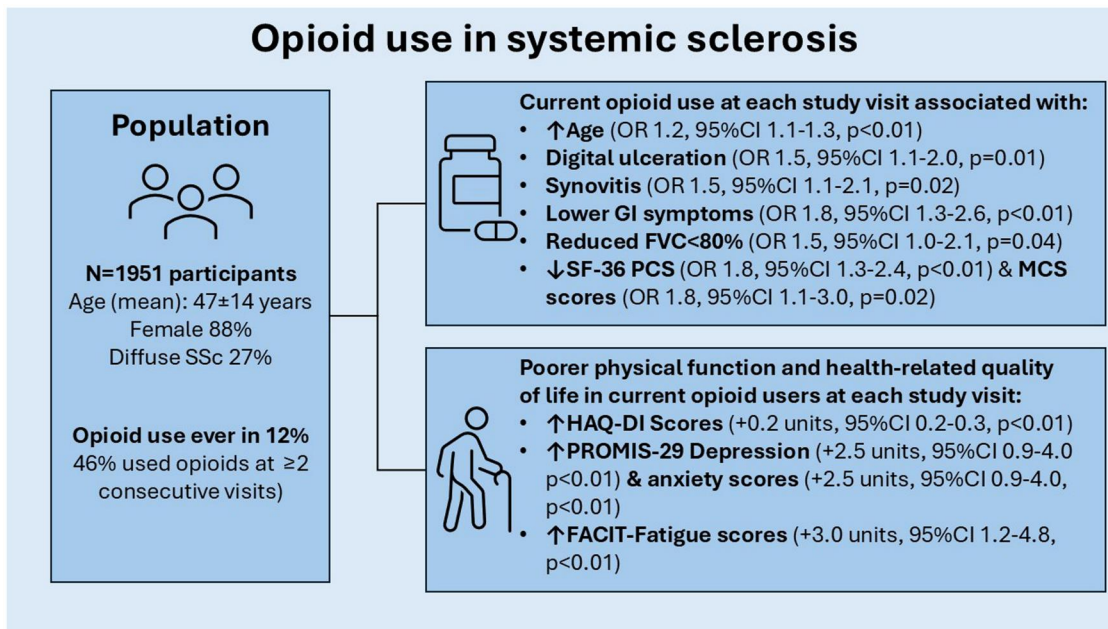 Opioid use in systemic sclerosis
Population
N=1951 participants
Age (mean): 47±14 years
Female 88%
Diffuse SSc 27%
Opioid use ever in 12%
46% used opioids at ≥2
consecutive visits)
Current opioid use at each study visit associated with:
• ↑Age (OR 1.2, 95%CI 1.1-1.3, p<0.01)
• Digital ulceration (OR 1.5, 95%CI 1.1-2.0, p=0.01)
• Synovitis (OR 1.5, 95%CI 1.1-2.1, p=0.02)
• Lower GI symptoms (OR 1.8, 95%CI 1.3-2.6, p<0.01)
• Reduced FVC<80% (OR 1.5, 95%CI 1.0-2.1, p=0.04)
• ↓SF-36 PCS (OR 1.8, 95%CI 1.3-2.4, p<0.01) & MCS
scores (OR 1.8, 95%CI 1.1-3.0, p=0.02)
Poorer physical function and health-related quality
of life in current opioid users at each study visit:
• ↑HAQ-DI Scores (+0.2 units, 95%CI 0.2-0.3, p<0.01)
• ↑PROMIS-29 Depression (+2.5 units, 95%CI 0.9-4.0
p<0.01) & anxiety scores (+2.5 units, 95%CI 0.9-4.0,
p<0.01)
• ↑FACIT-Fatigue scores (+3.0 units, 95%CI 1.2-4.8,
p<0.01)